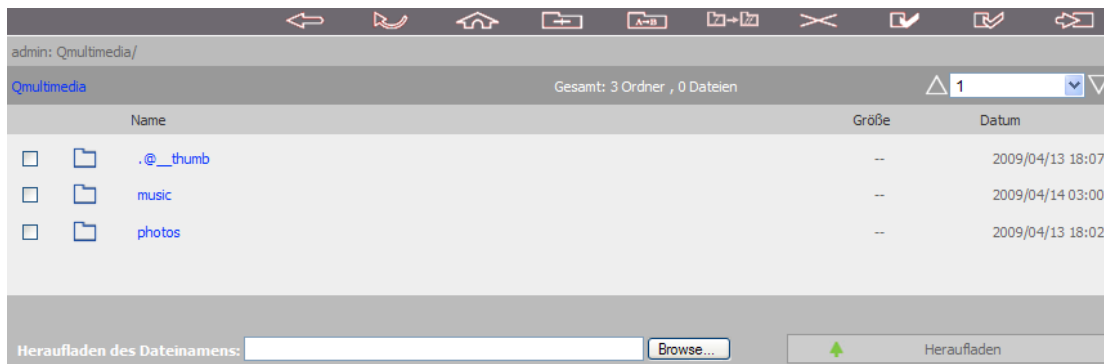 A→B
admin: Qmultimedia/
Qmultimedia Gesamt: 3 Ordner , 0 Dateien 1
Name Größe Datum
.@__thumb -- 2009/04/13 18:07
music -- 2009/04/14 03:00
photos -- 2009/04/13 18:02
Heraufladen des Dateinamens: Browse... Heraufladen